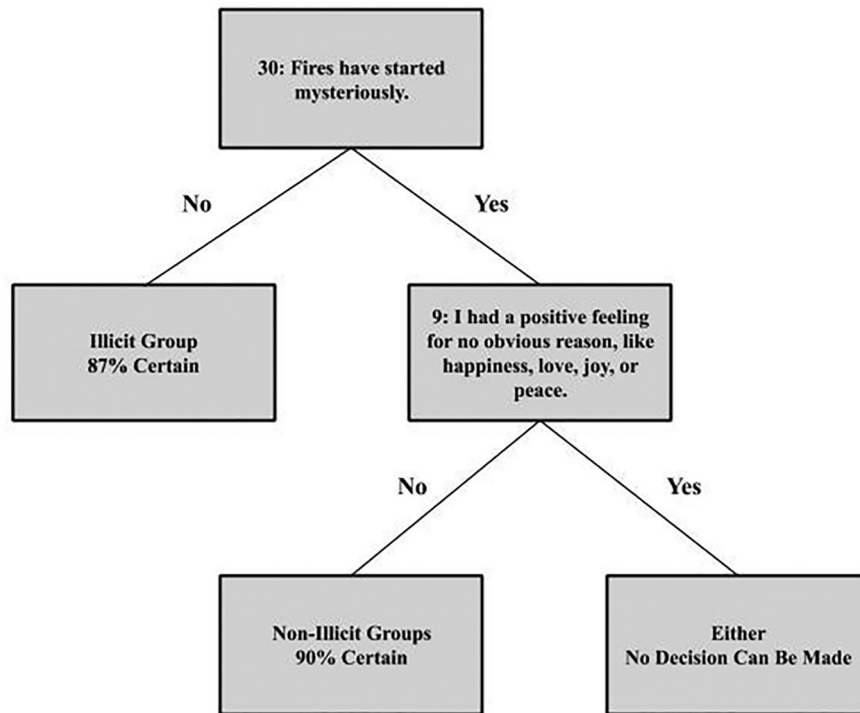 30: Fires have started
mysteriously.
No
Yes
Illicit Group
87% Certain
9: I had a positive feeling
for no obvious reason, like
happiness, love, joy, or
peace.
No
Yes
Non-Illicit Groups
90% Certain
Either
No Decision Can Be Made